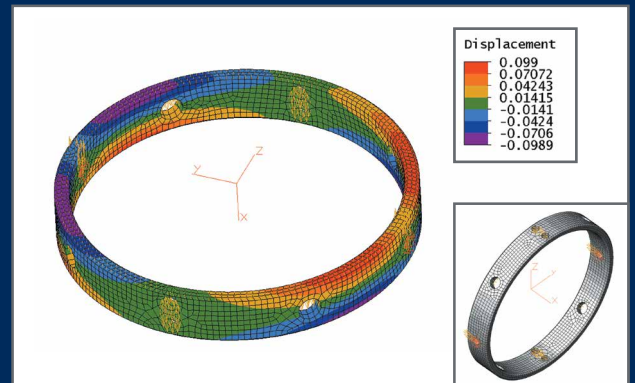 Displacement
0.099
0.07072
0.04243
0.01415
-0.0141
-0.0424
-0.0706
-0.0989
Z
Y
X
Z
Y
X